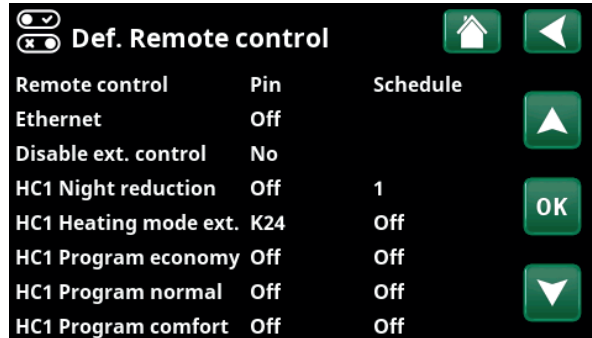 Def. Remote control
Remote control Pin Schedule
Ethernet Off
Disable ext. control No
HC1 Night reduction Off 1
HC1 Heating mode ext. K24 Off
HC1 Program economy Off Off
HC1 Program normal Off Off
HC1 Program comfort Off Off
OK